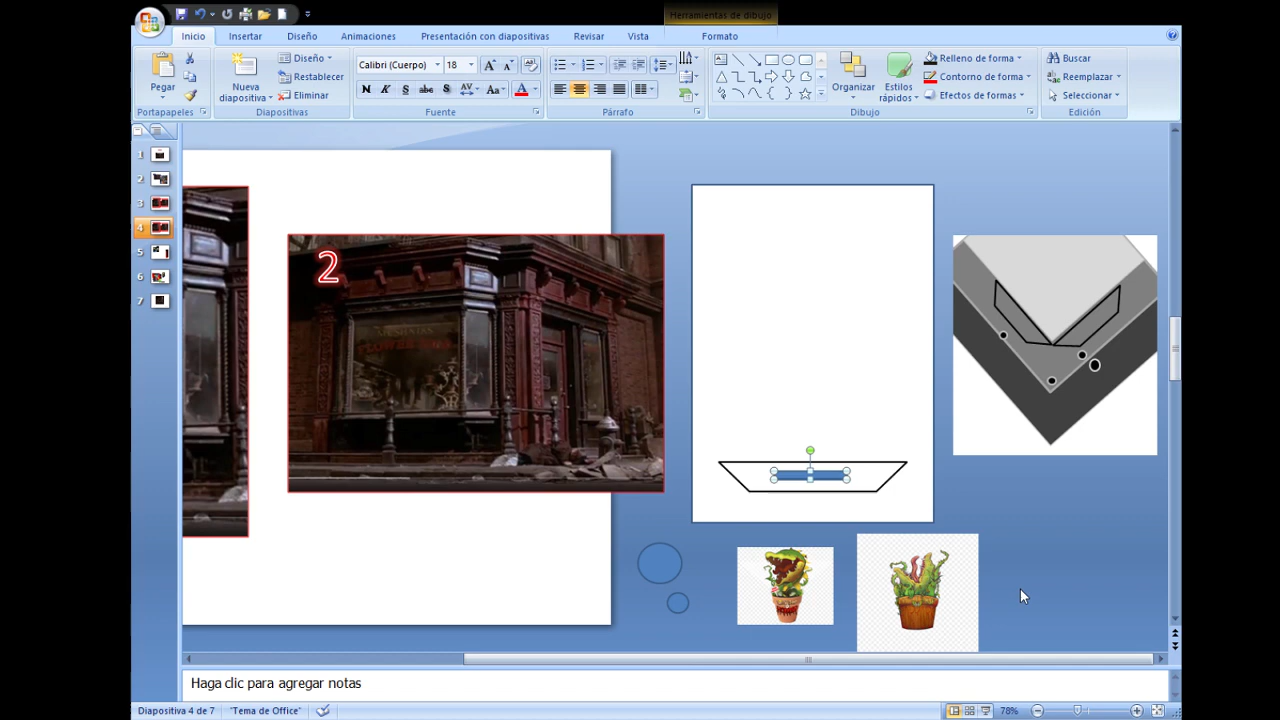 Herramientas de dibujo
Inicio
Insertar
Diseño
Animaciones
Presentación con diapositivas
Revisar
Vista
Formato
Pegar
Portapapeles
Nueva diapositiva
Diseño
Restablecer
Eliminar
Diapositivas
Calibri (Cuerpo)
18
N K S abc S AV Aa A
Fuente
Párrafo
Organizar
Estilos rápidos
Relleno de forma
Contorno de forma
Efectos de formas
Dibujo
Buscar
Reemplazar
Seleccionar
Edición
1
2
3
4
5
6
7
2
Haga clic para agregar notas
Diapositiva 4 de 7
"Tema de Office"
78%